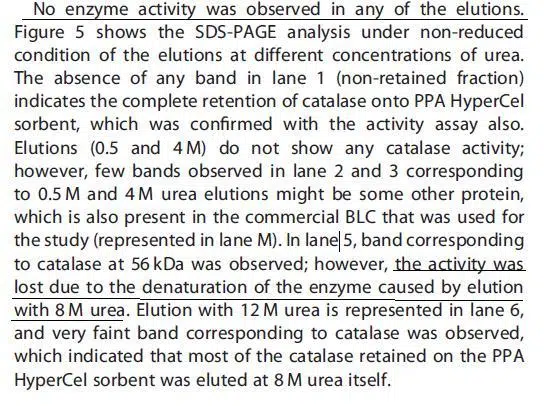 No enzyme activity was observed in any of the elutions.
Figure 5 shows the SDS-PAGE analysis under non-reduced
condition of the elutions at different concentrations of urea.
The absence of any band in lane 1 (non-retained fraction)
indicates the complete retention of catalase onto PPA HyperCel
sorbent, which was confirmed with the activity assay also.
Elutions (0.5 and 4 M) do not show any catalase activity;
however, few bands observed in lane 2 and 3 corresponding
to 0.5 M and 4 M urea elutions might be some other protein,
which is also present in the commercial BLC that was used for
the study (represented in lane M). In lane 5, band corresponding
to catalase at 56 kDa was observed; however, the activity was
lost due to the denaturation of the enzyme caused by elution
with 8 M urea. Elution with 12 M urea is represented in lane 6,
and very faint band corresponding to catalase was observed,
which indicated that most of the catalase retained on the PPA
HyperCel sorbent was eluted at 8 M urea itself.